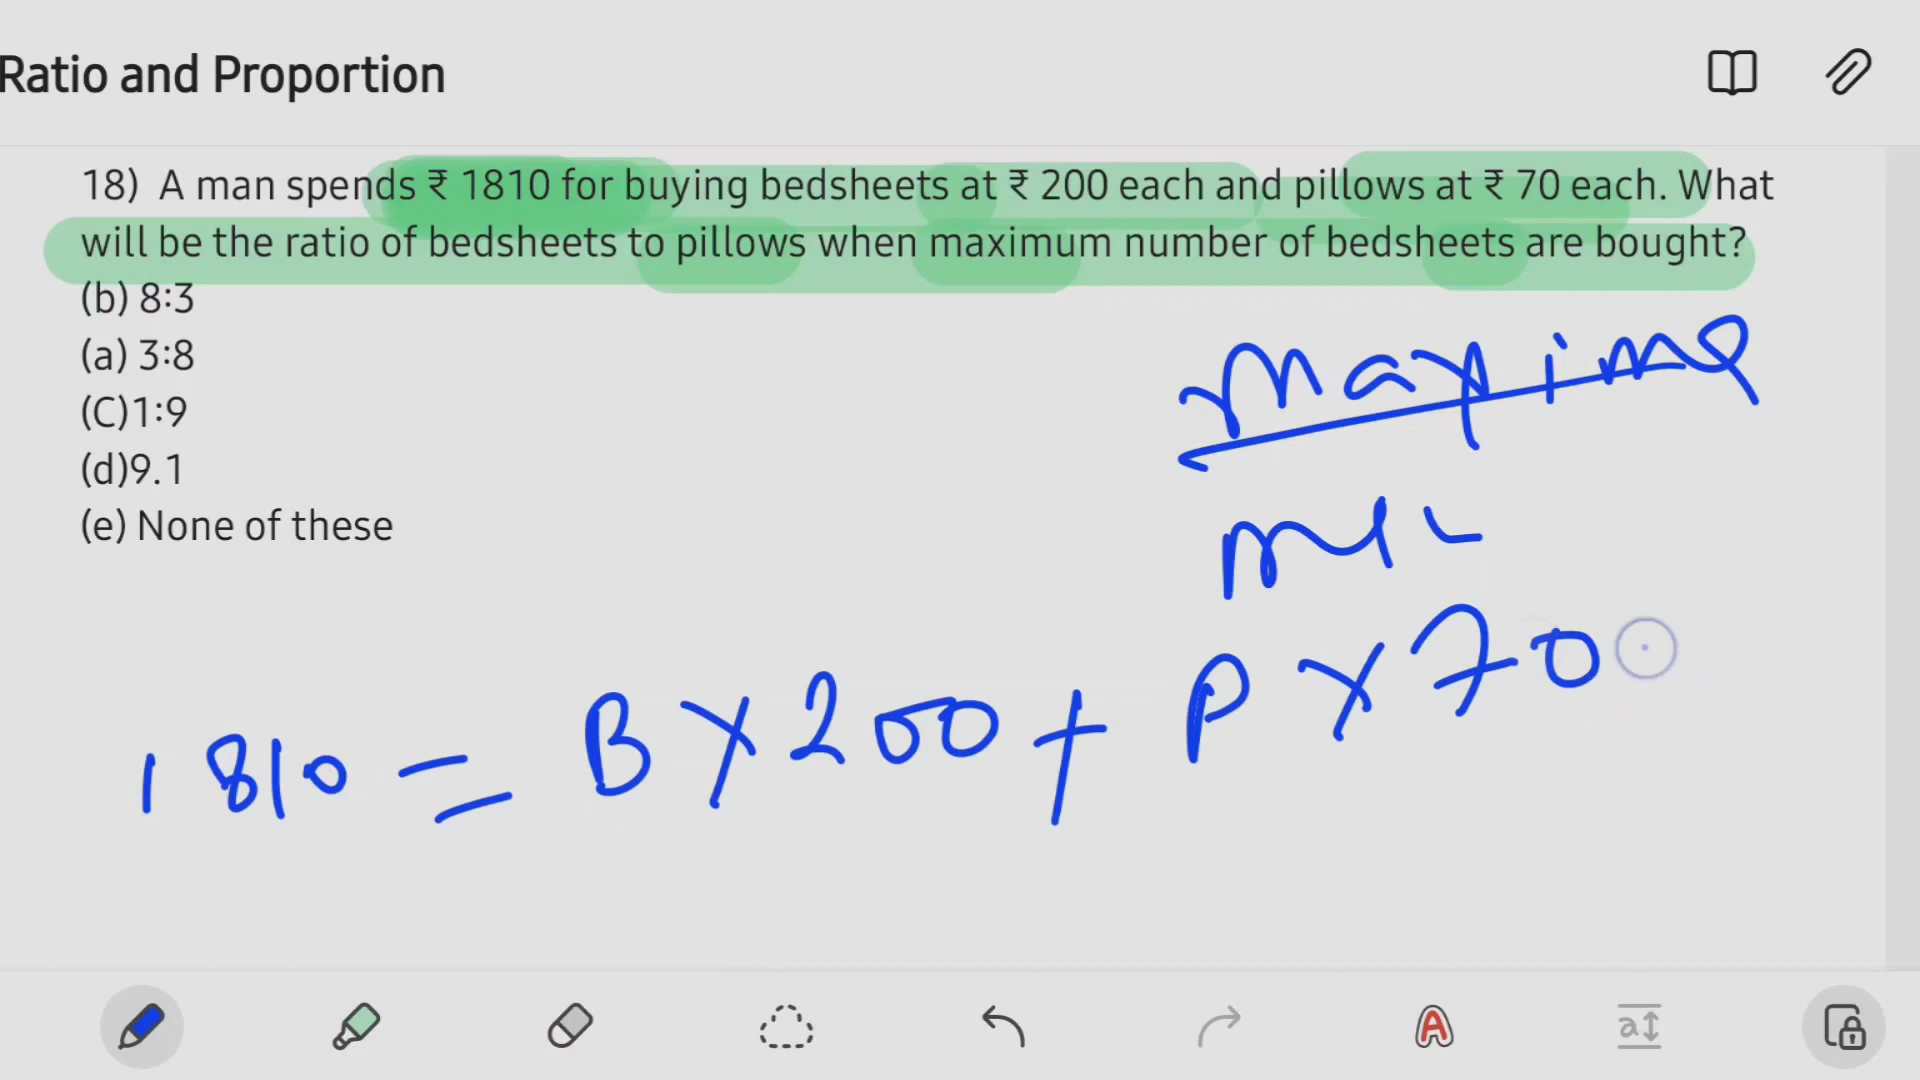 Ratio and Proportion
18) A man spends ₹ 1810 for buying bedsheets at ₹ 200 each and pillows at ₹ 70 each. What
will be the ratio of bedsheets to pillows when maximum number of bedsheets are bought?
(b) 8:3
(a) 3:8
(C)1:9
(d)9.1
(e) None of these
1810 = B x 200 + P x 70